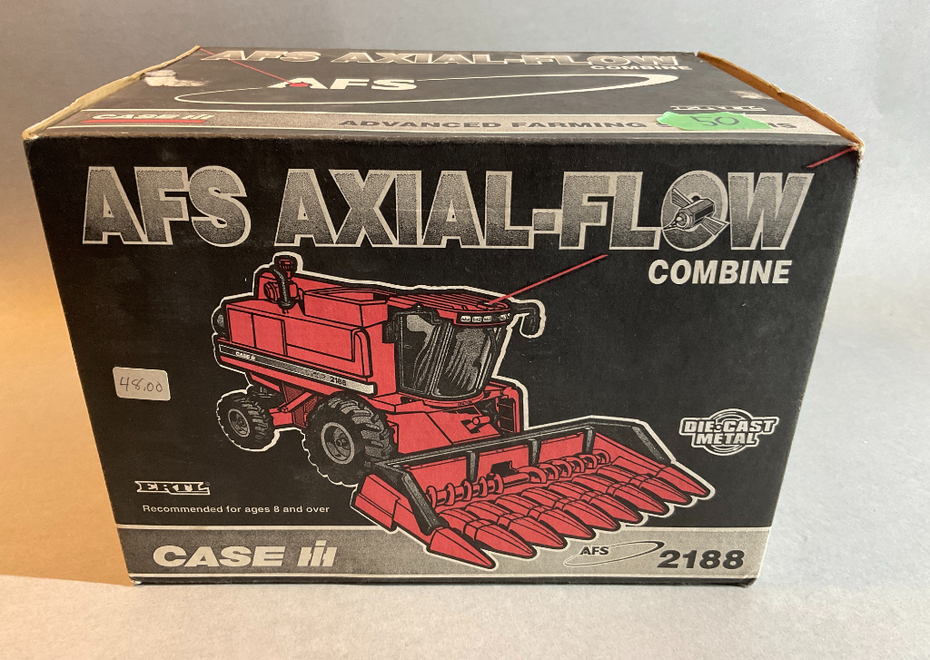 AFS AXIAL-FLOW
COMBINE
AFS
ERTL
CASE IH
ADVANCED FARMING
50
AFS AXIAL-FLOW
COMBINE
CASE IH
2188
48.00
DIE-CAST
METAL
ERTL
Recommended for ages 8 and over
CASE IH
AFS
2188